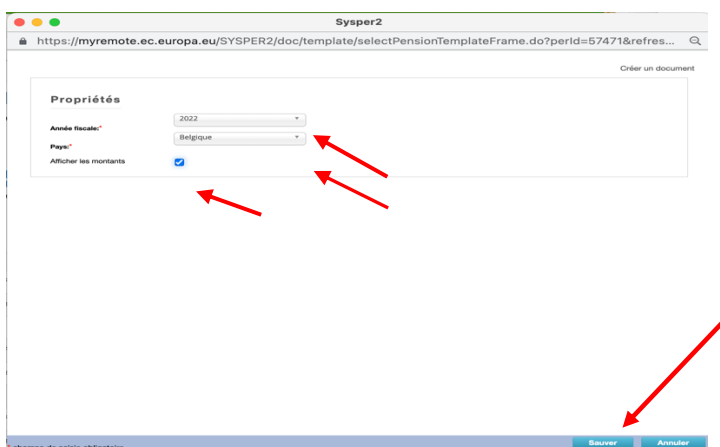 Sysper2
https://myremote.ec.europa.eu/SYSPER2/doc/template/selectPensionTemplateFrame.do?perId=57471&refres...
Créer un document
Propriétés
2022
Année fiscale:*
Belgique
Pays:*
Afficher les montants
Sauver Annuler